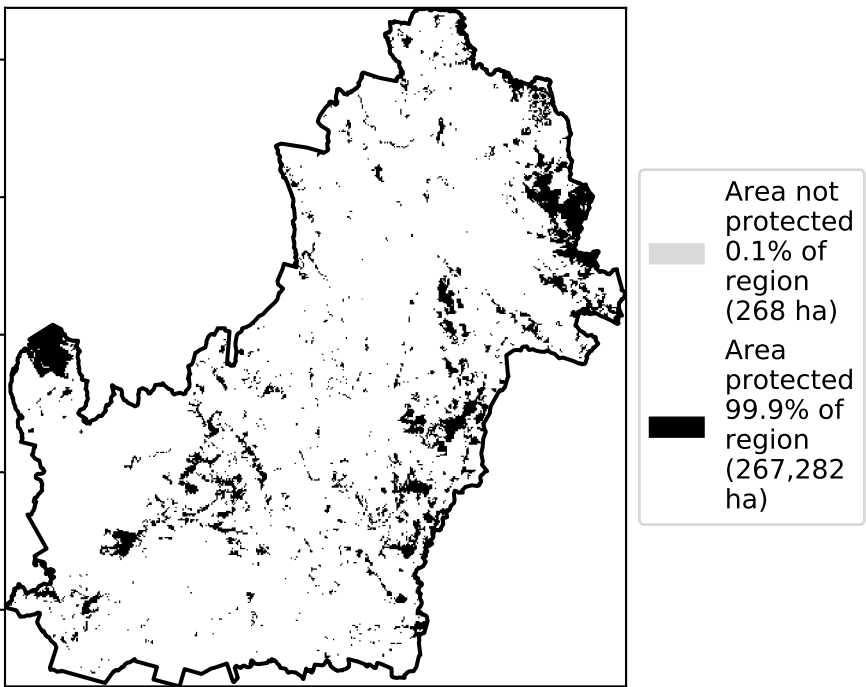 Area not
protected
0.1% of
region
(268 ha)
Area
protected
99.9% of
region
(267,282
ha)